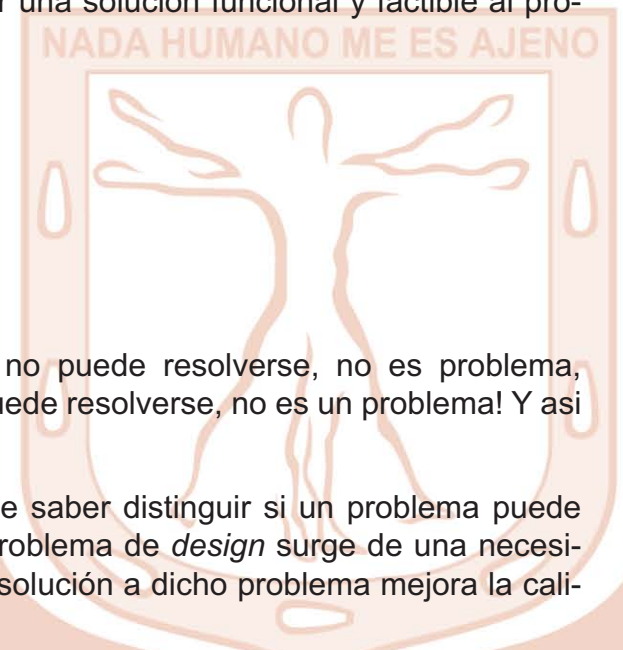 r una solución funcional y factible al pro-
NADA HUMANO ME ES AJENO
no puede resolverse, no es problema,
uede resolverse, no es un problema! Y asi
e saber distinguir si un problema puede
roblema de design surge de una necesi-
solución a dicho problema mejora la cali-